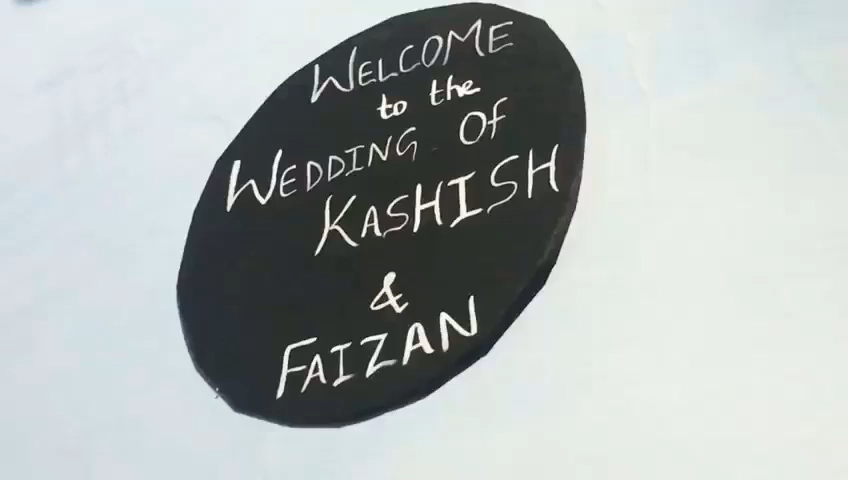 WELCOME
to the
WEDDING Of
KASHISH
&
FAIZAN